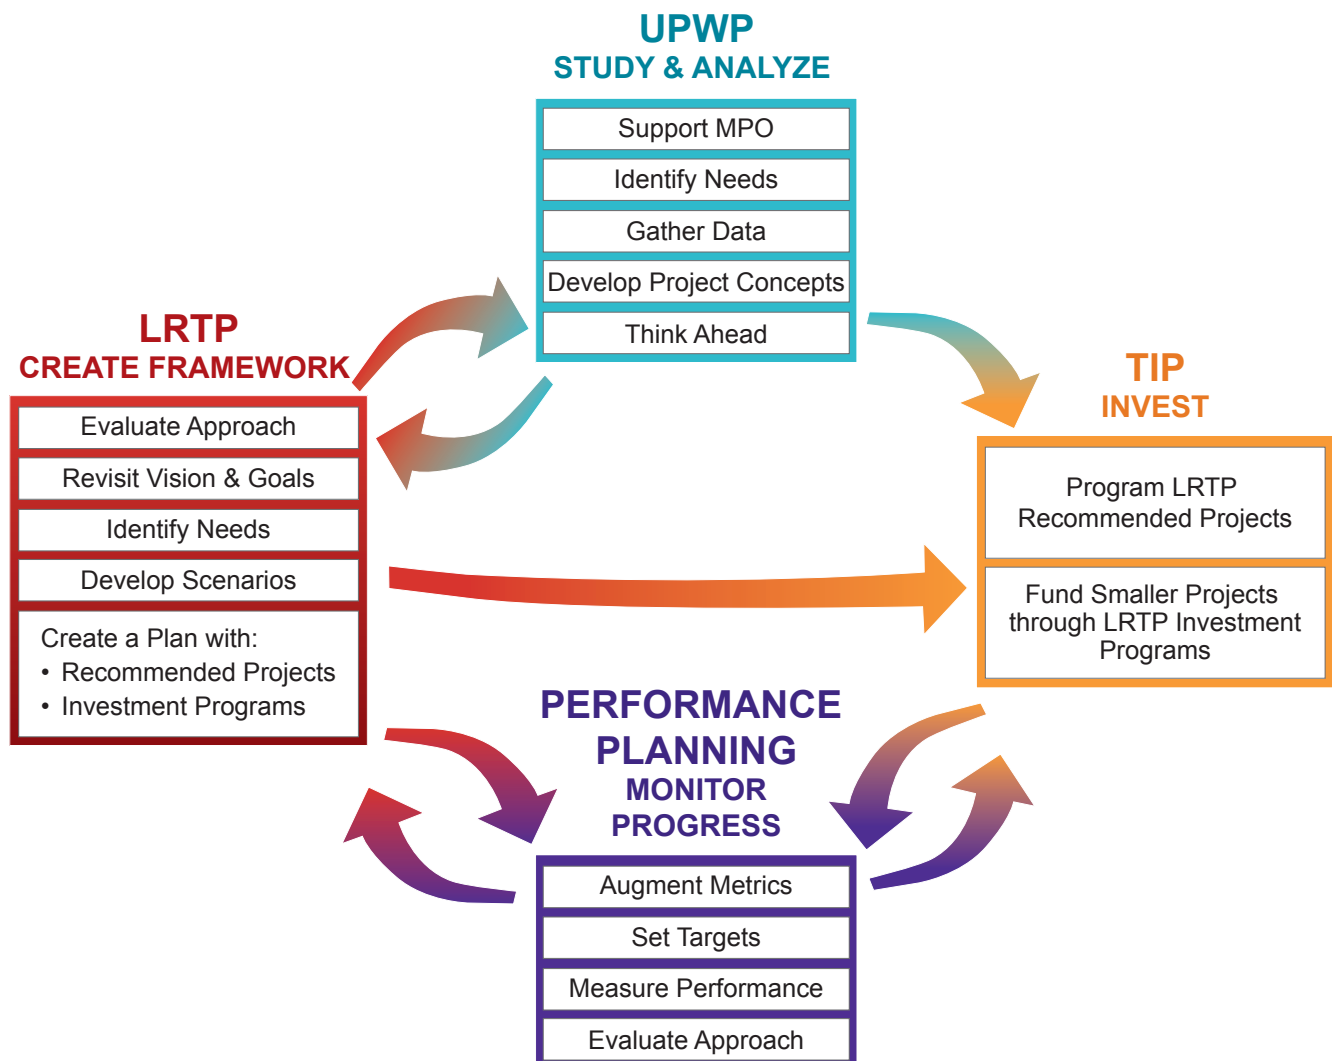 UPWP
STUDY & ANALYZE
Support MPO
Identify Needs
Gather Data
Develop Project Concepts
Think Ahead
LRTP
CREATE FRAMEWORK
Evaluate Approach
Revisit Vision & Goals
Identify Needs
Develop Scenarios
Create a Plan with:
• Recommended Projects
• Investment Programs
TIP
INVEST
Program LRTP
Recommended Projects
Fund Smaller Projects
through LRTP Investment
Programs
PERFORMANCE
PLANNING
MONITOR
PROGRESS
Augment Metrics
Set Targets
Measure Performance
Evaluate Approach